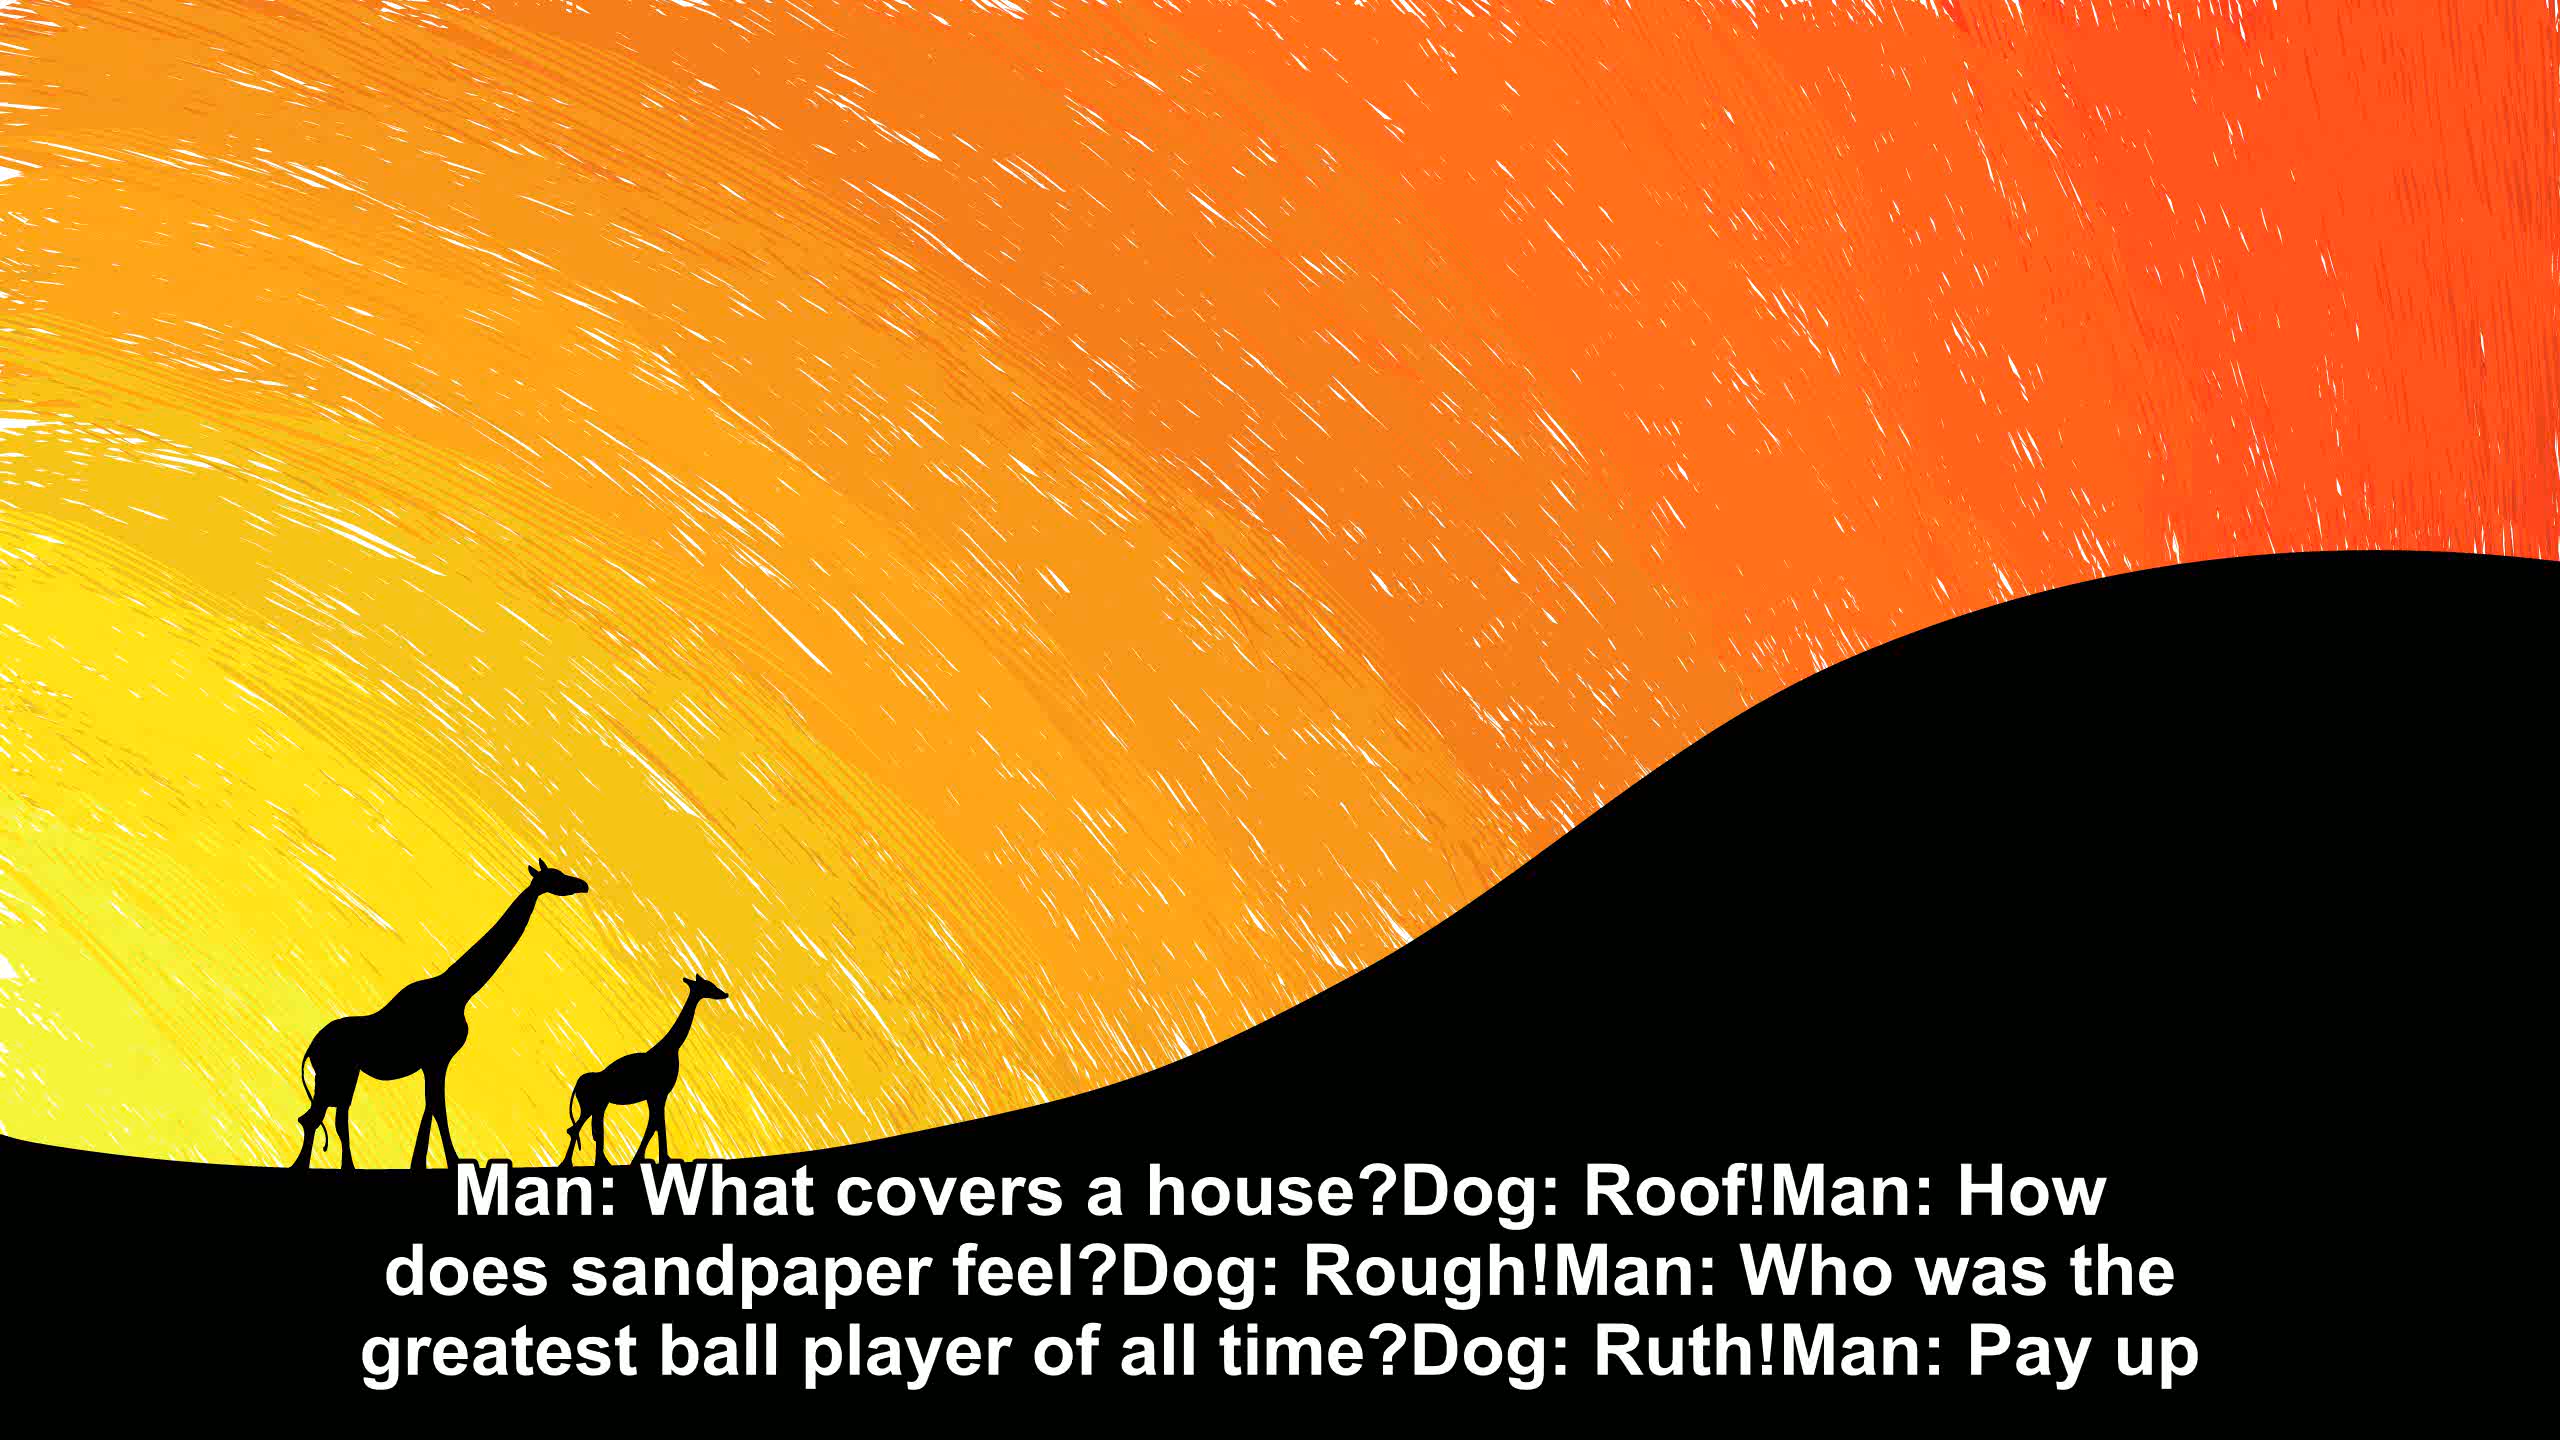 Man: What covers a house?Dog: Roof!Man: How
does sandpaper feel?Dog: Rough!Man: Who was the
greatest ball player of all time?Dog: Ruth!Man: Pay up